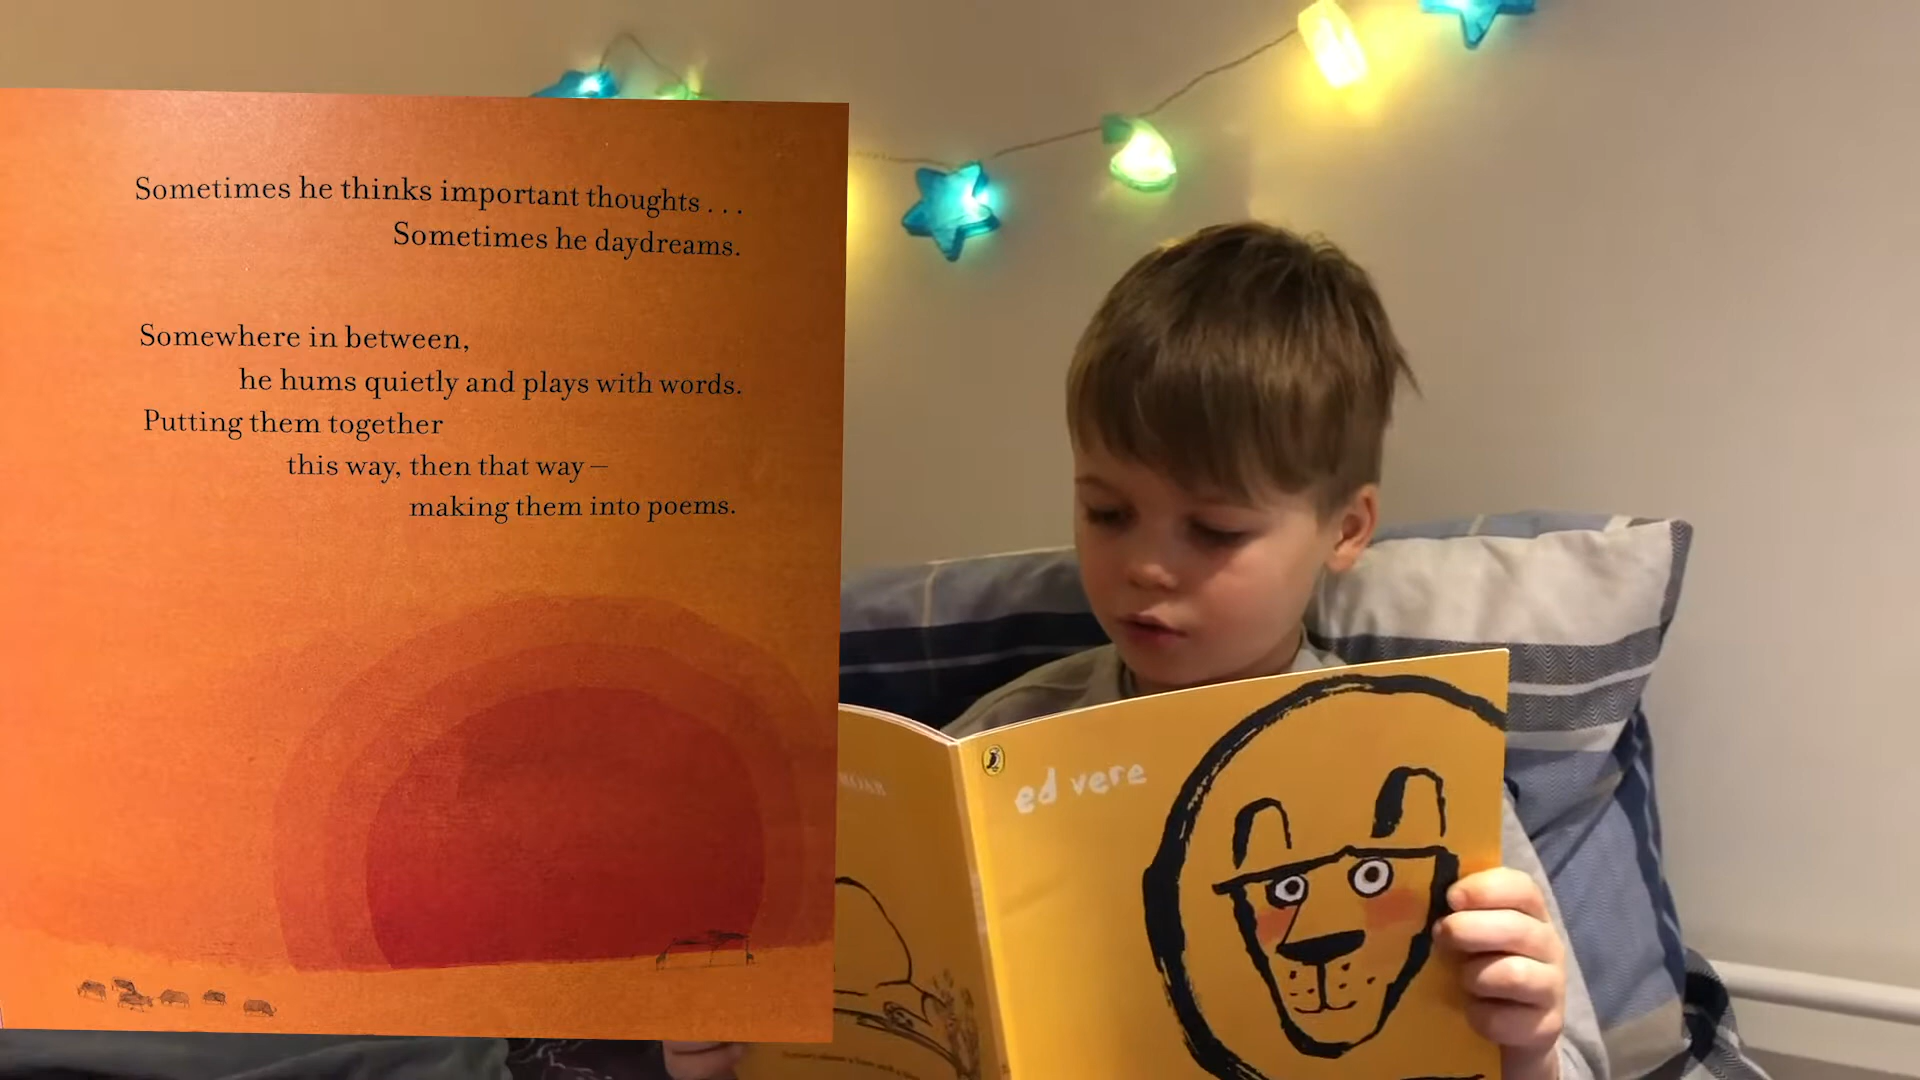 Sometimes he thinks important thoughts . . .
Sometimes he daydreams.
Somewhere in between,
he hums quietly and plays with words.
Putting them together
this way, then that way –
making them into poems.
ed vere